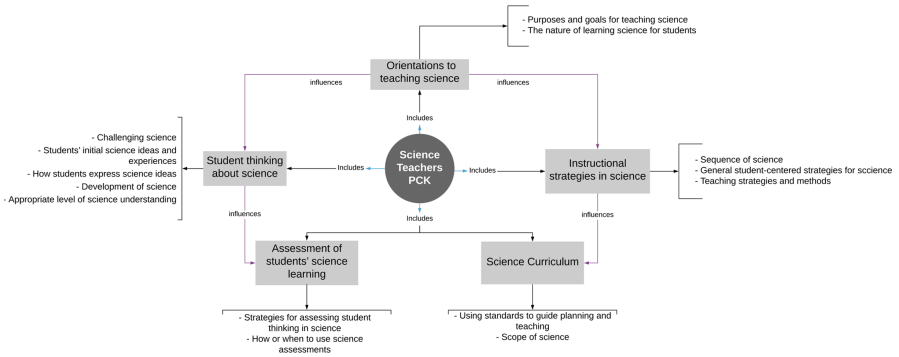 - Purposes and goals for teaching science
- The nature of learning science for students
Orientations to
teaching science
influences
influences
Includes
- Challenging science
- Students' initial science ideas and
experiences
- How students express science ideas
- Development of science
- Appropriate level of science understanding
Student thinking
about science
Includes
Science
Teachers
PCK
Includes
Instructional
strategies in science
- Sequence of science
- General student-centered strategies for science
- Teaching strategies and methods
influences
Includes
influences
Assessment of
students' science
learning
Science Curriculum
- Strategies for assessing student
thinking in science
- How or when to use science
assessments
- Using standards to guide planning and
teaching
- Scope of science